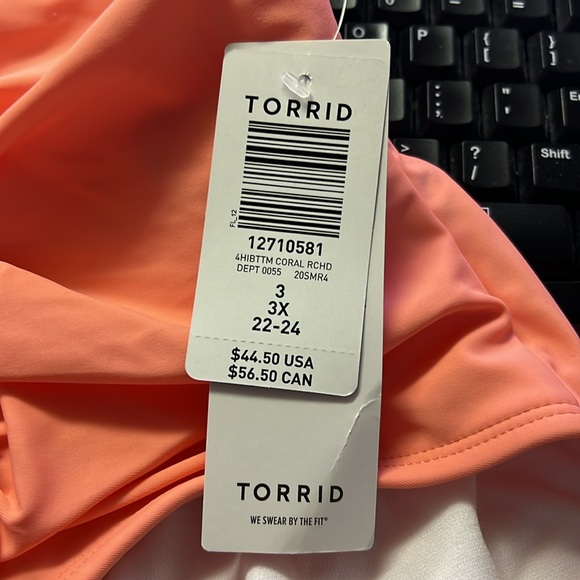 TORRID
FL_12
12710581
4HIBTTM CORAL RCHD
DEPT 0055 20SMR4
3
3X
22-24
$44.50 USA
$56.50 CAN
TORRID
WE SWEAR BY THE FIT®
O
P
{
[
}
]
:
;
"
'
>
?
/
Shift